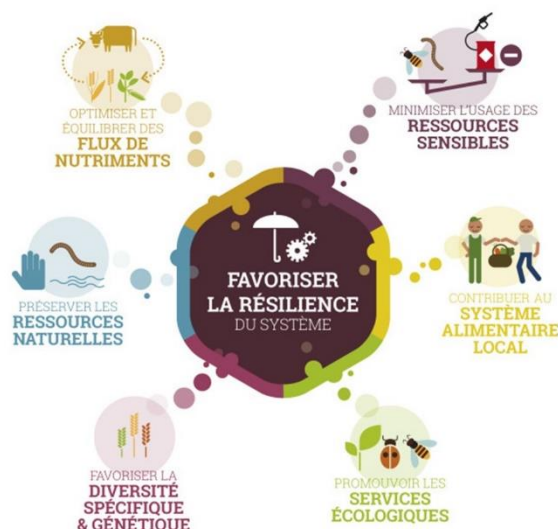 OPTIMISER ET
ÉQUILIBRER DES
FLUX DE
NUTRIMENTS
MINIMISER L'USAGE DES
RESSOURCES
SENSIBLES
FAVORISER
LA RÉSILIENCE
DU SYSTÈME
PRÉSERVER LES
RESSOURCES
NATURELLES
CONTRIBUER AU
SYSTÈME
ALIMENTAIRE
LOCAL
FAVORISER LA
DIVERSITÉ
SPÉCIFIQUE
& GÉNÉTIQUE
PROMOUVOIR LES
SERVICES
ÉCOLOGIQUES